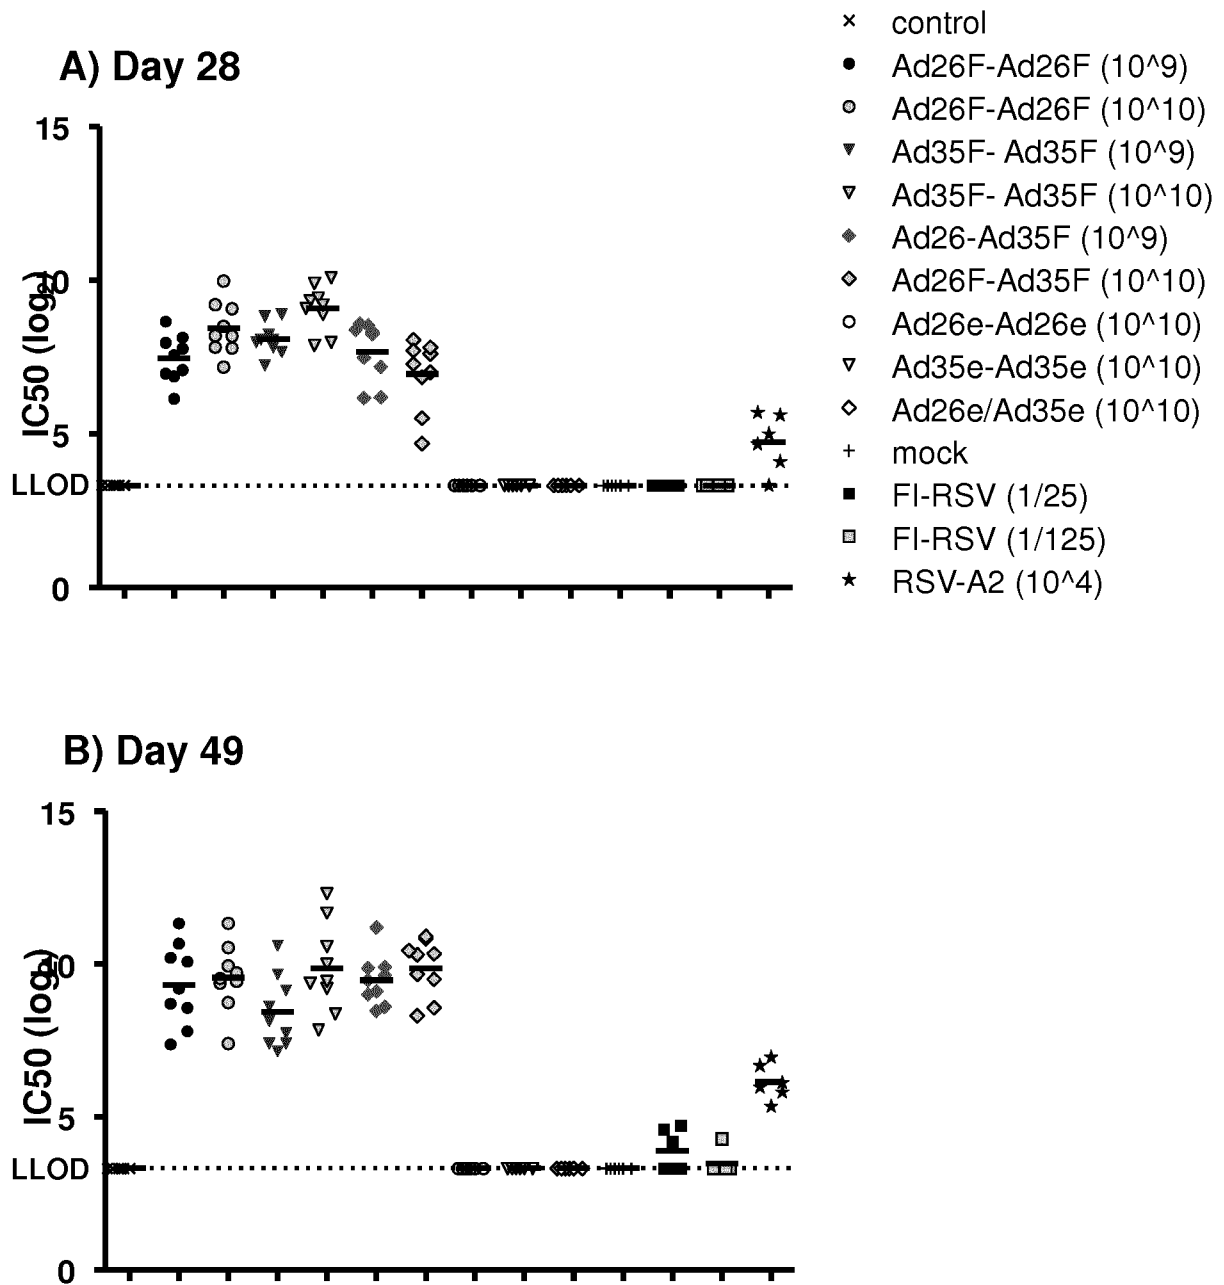 A) Day 28
15
10
5
LLOD
0
IC50 (log2)
control
Ad26F-Ad26F (10^9)
Ad26F-Ad26F (10^10)
Ad35F- Ad35F (10^9)
Ad35F- Ad35F (10^10)
Ad26-Ad35F (10^9)
Ad26F-Ad35F (10^10)
Ad26e-Ad26e (10^10)
Ad35e-Ad35e (10^10)
Ad26e/Ad35e (10^10)
mock
FI-RSV (1/25)
FI-RSV (1/125)
RSV-A2 (10^4)
B) Day 49
15
10
5
LLOD
0
IC50 (log2)